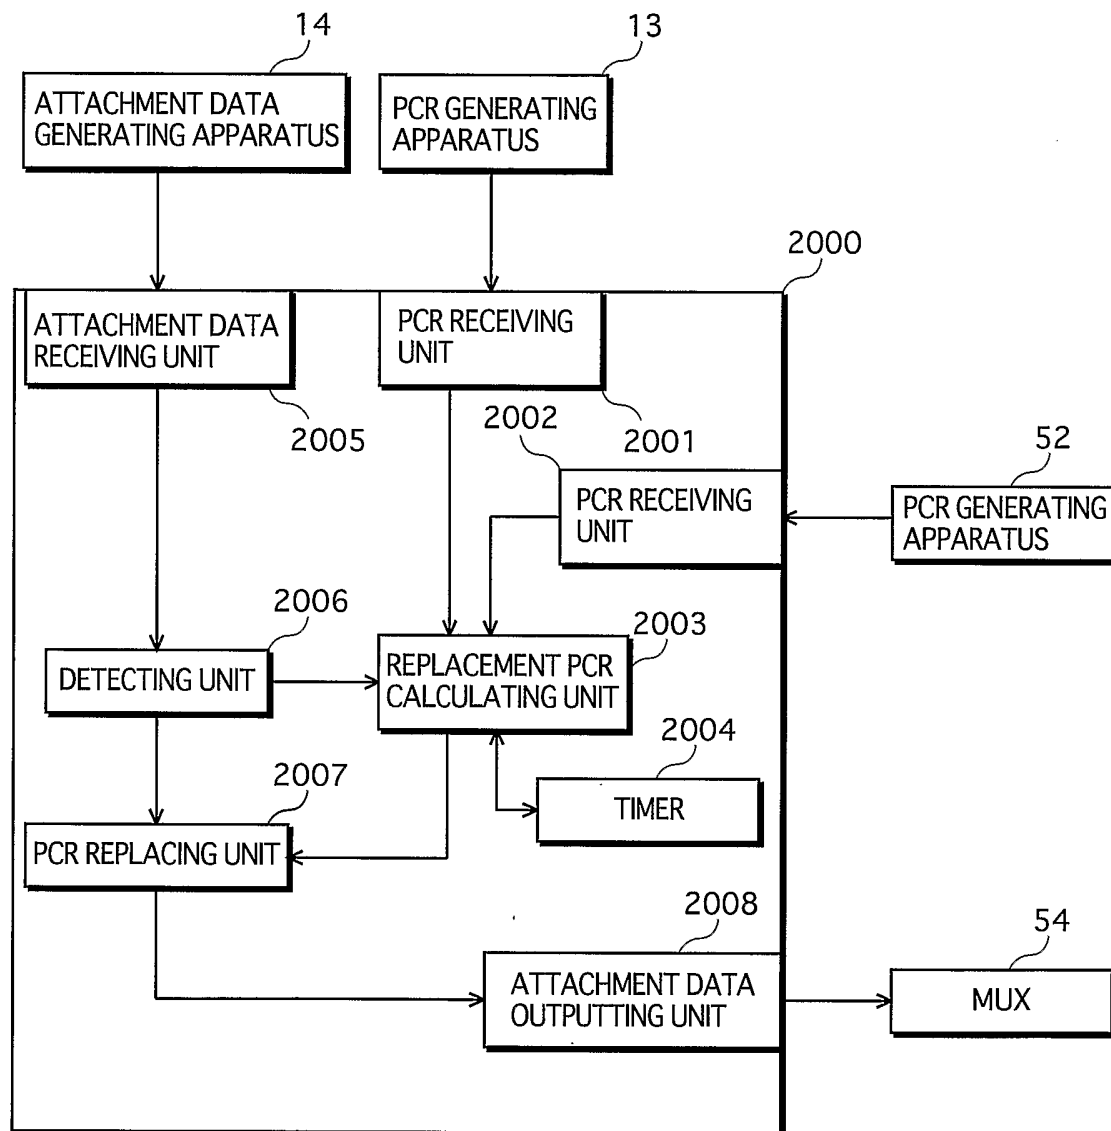 14
13
ATTACHMENT DATA
GENERATING APPARATUS
PCR GENERATING
APPARATUS
2000
ATTACHMENT DATA
RECEIVING UNIT
PCR RECEIVING
UNIT
2005
2002
2001
52
PCR RECEIVING
UNIT
PCR GENERATING
APPARATUS
2006
2003
DETECTING UNIT
REPLACEMENT PCR
CALCULATING UNIT
2004
2007
TIMER
PCR REPLACING UNIT
2008
54
ATTACHMENT DATA
OUTPUTTING UNIT
MUX